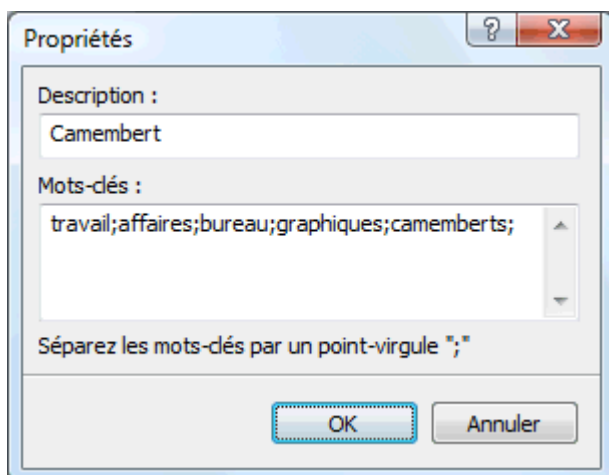 Propriétés
Description :
Camembert
Mots-clés :
travail;affaires;bureau;graphiques;camemberts;
Séparez les mots-clés par un point-virgule ";"
OK Annuler